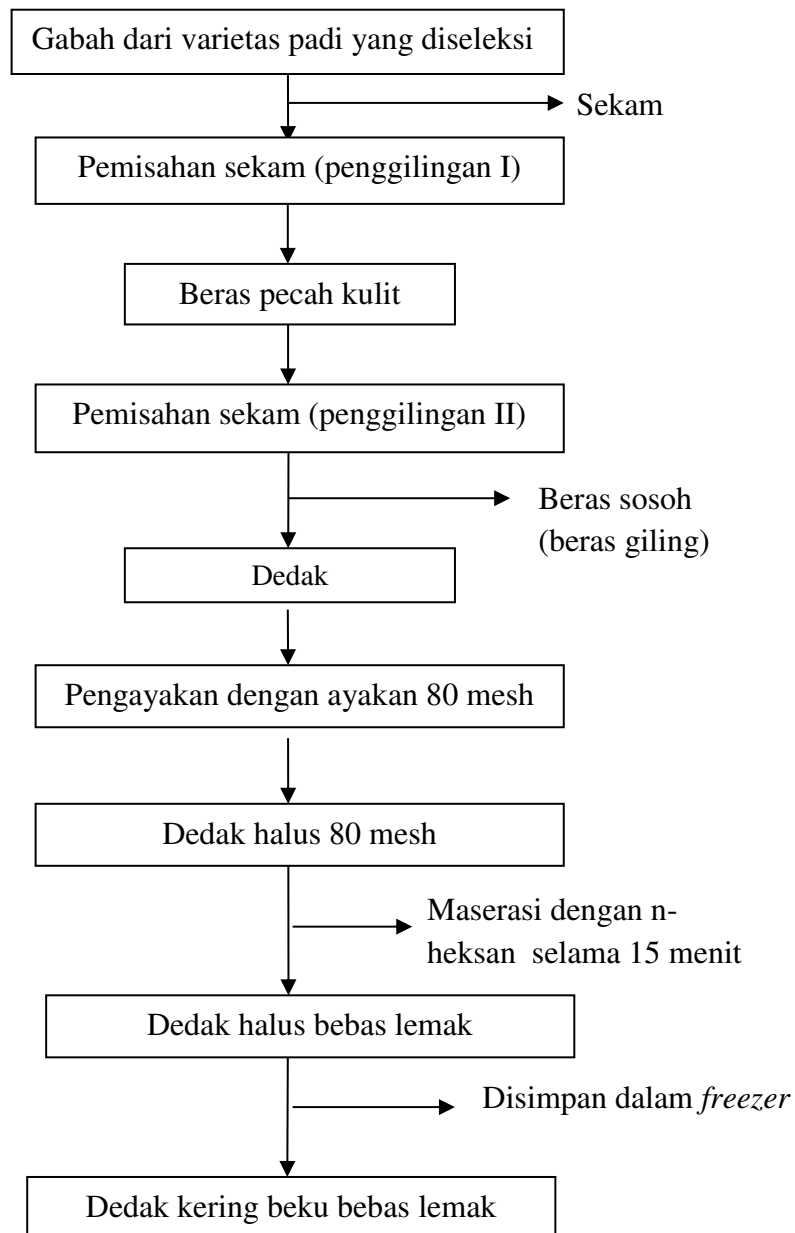 Gabah dari varietas padi yang diseleksi
Sekam
Pemisahan sekam (penggilingan I)
Beras pecah kulit
Pemisahan sekam (penggilingan II)
Beras sosoh
(beras giling)
Dedak
Pengayakan dengan ayakan 80 mesh
Dedak halus 80 mesh
Maserasi dengan n-
heksan selama 15 menit
Dedak halus bebas lemak
Disimpan dalam freezer
Dedak kering beku bebas lemak